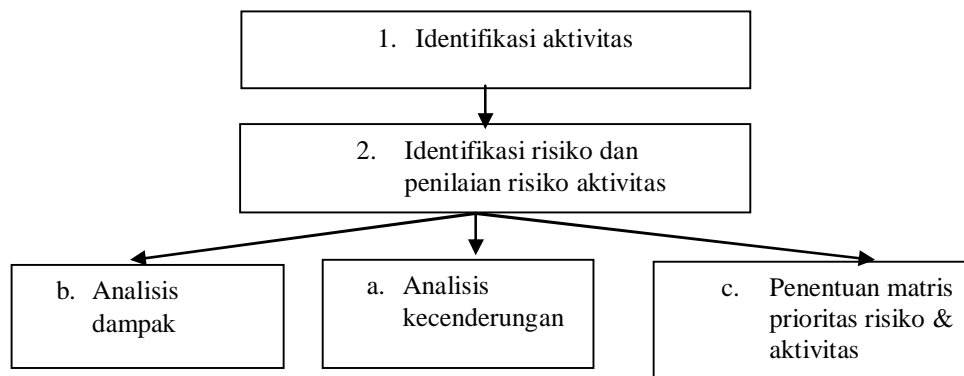 1. Identifikasi aktivitas
2. Identifikasi risiko dan
penilaian risiko aktivitas
b. Analisis
dampak
a. Analisis
kecenderungan
c. Penentuan matris
prioritas risiko &
aktivitas